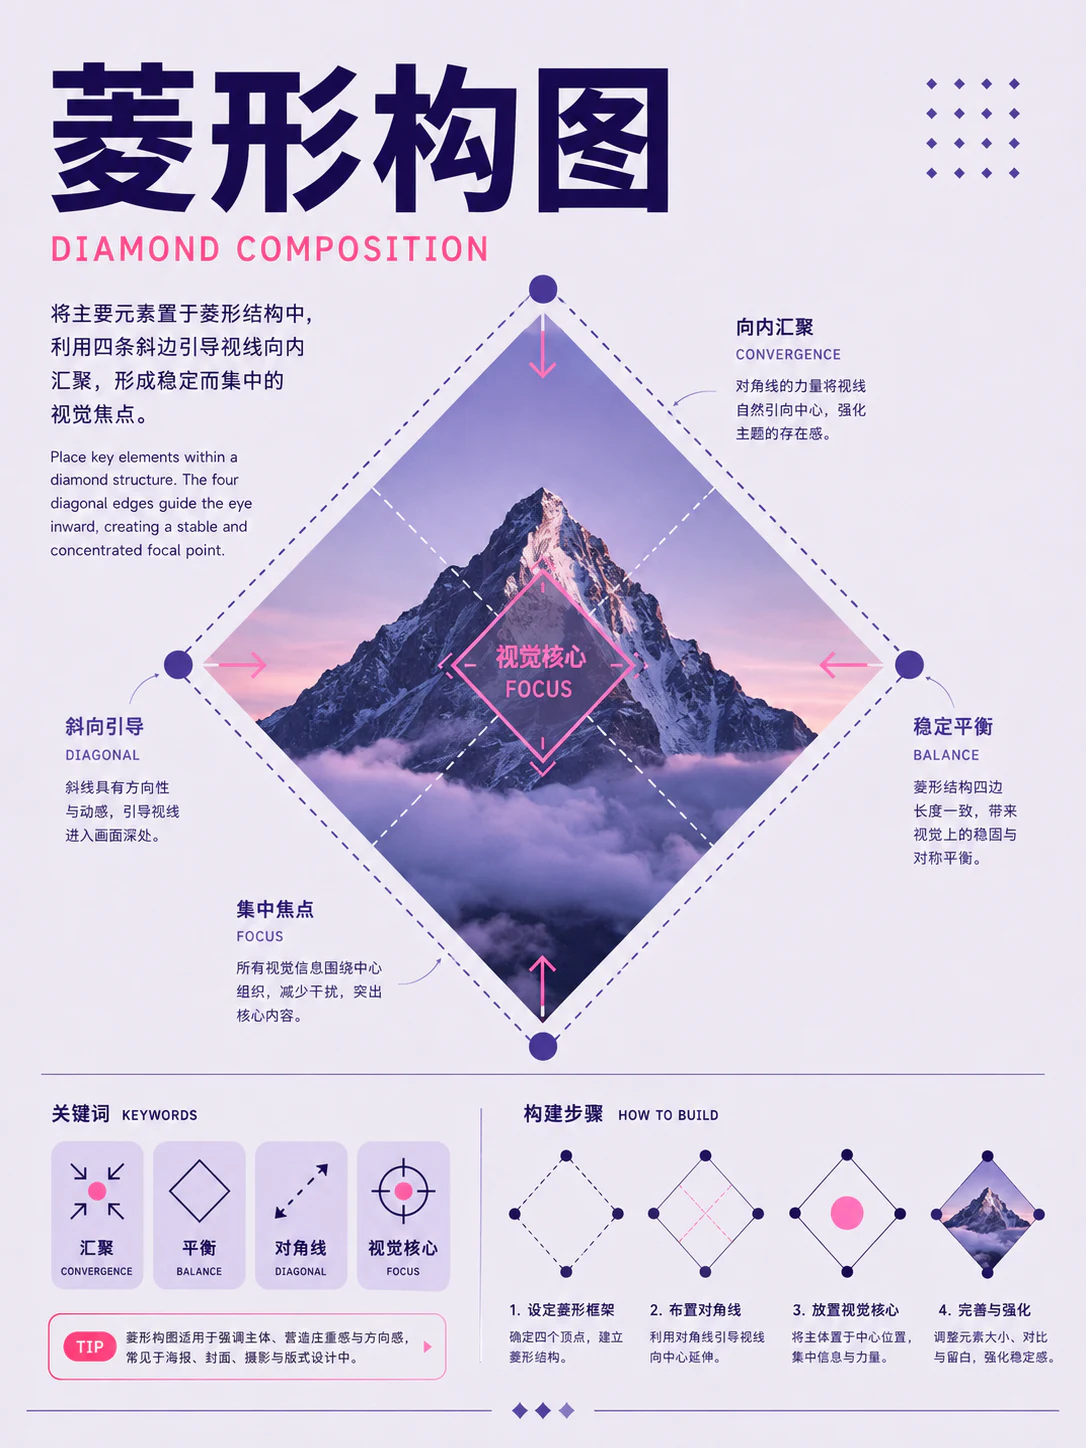 菱形构图
DIAMOND COMPOSITION
将主要元素置于菱形结构中，
利用四条斜边引导视线向内
汇聚，形成稳定而集中的
视觉焦点。
Place key elements within a
diamond structure. The four
diagonal edges guide the eye
inward, creating a stable and
concentrated focal point.
向内汇聚
CONVERGENCE
对角线的力量将视线
自然引向中心，强化
主题的存在感。
视觉核心
FOCUS
斜向引导
DIAGONAL
斜线具有方向性
与动感，引导视线
进入画面深处。
稳定平衡
BALANCE
菱形结构四边
长度一致，带来
视觉上的稳固与
对称平衡。
集中焦点
FOCUS
所有视觉信息围绕中心
组织，减少干扰，突出
核心内容。
关键词 KEYWORDS
汇聚
CONVERGENCE
平衡
BALANCE
对角线
DIAGONAL
视觉核心
FOCUS
TIP
菱形构图适用于强调主体、营造庄重感与方向感，
常见于海报、封面、摄影与版式设计中。
构建步骤 HOW TO BUILD
1. 设定菱形框架
确定四个顶点，建立
菱形结构。
2. 布置对角线
利用对角线引导视线
向中心延伸。
3. 放置视觉核心
将主体置于中心位置，
集中信息与力量。
4. 完善与强化
调整元素大小、对比
与留白，强化稳定感。